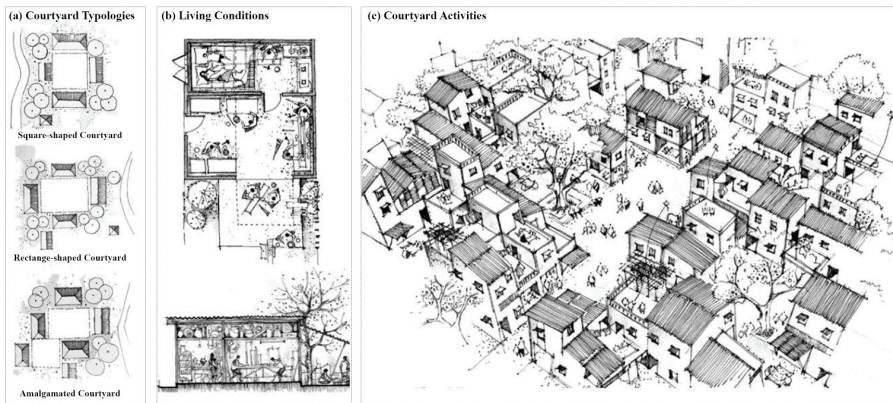 (a) Courtyard Typologies
Square-shaped Courtyard
Rectange-shaped Courtyard
Amalgamated Courtyard
(b) Living Conditions
(c) Courtyard Activities